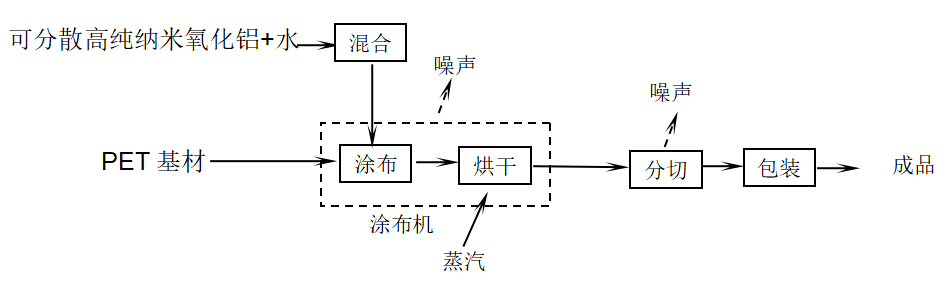 可分散高纯纳米氧化铝+水
混合
噪声
噪声
PET 基材
涂布
烘干
分切
包装
成品
涂布机
蒸汽